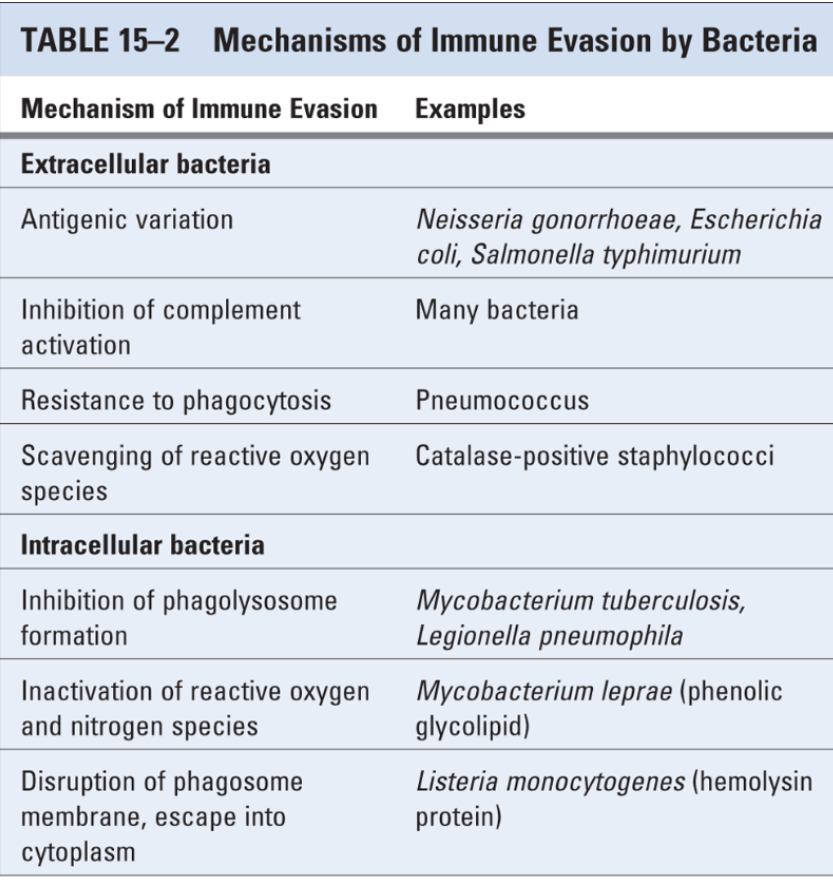 TABLE 15–2 Mechanisms of Immune Evasion by Bacteria
Mechanism of Immune Evasion Examples
Extracellular bacteria
Antigenic variation Neisseria gonorrhoeae, Escherichia
coli, Salmonella typhimurium
Inhibition of complement Many bacteria
activation
Resistance to phagocytosis Pneumococcus
Scavenging of reactive oxygen Catalase-positive staphylococci
species
Intracellular bacteria
Inhibition of phagolysosome Mycobacterium tuberculosis,
formation Legionella pneumophila
Inactivation of reactive oxygen Mycobacterium leprae (phenolic
and nitrogen species glycolipid)
Disruption of phagosome Listeria monocytogenes (hemolysin
membrane, escape into protein)
cytoplasm